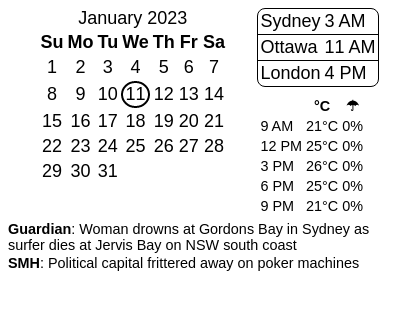 January 2023
Su Mo Tu We Th Fr Sa
1 2 3 4 5 6 7
8 9 10 11 12 13 14
15 16 17 18 19 20 21
22 23 24 25 26 27 28
29 30 31
Sydney 3 AM
Ottawa 11 AM
London 4 PM
°C ☂
9 AM 21°C 0%
12 PM 25°C 0%
3 PM 26°C 0%
6 PM 25°C 0%
9 PM 21°C 0%
Guardian: Woman drowns at Gordons Bay in Sydney as
surfer dies at Jervis Bay on NSW south coast
SMH: Political capital frittered away on poker machines